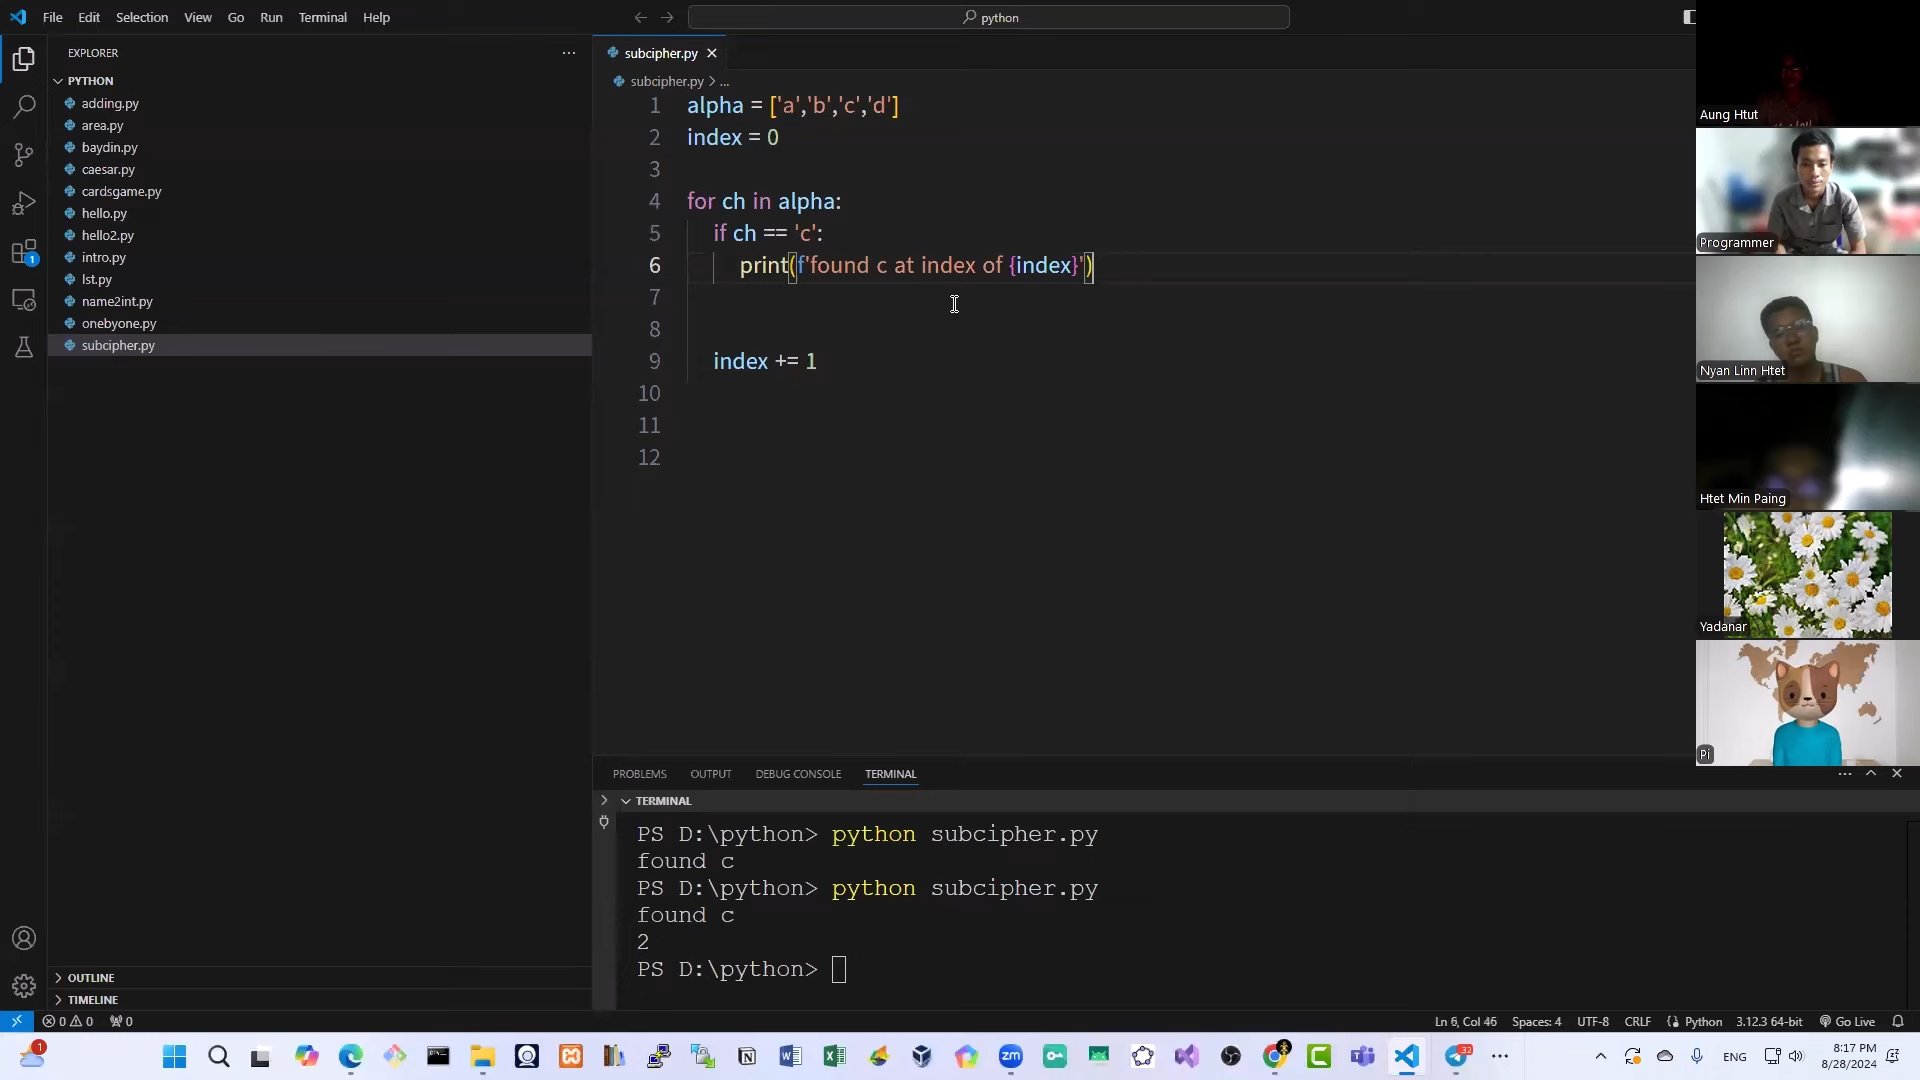 File Edit Selection View Go Run Terminal Help
python
EXPLORER
PYTHON
adding.py
area.py
baydin.py
caesar.py
cardsgame.py
hello.py
hello2.py
intro.py
lst.py
name2int.py
onebyone.py
subcipher.py
OUTLINE
TIMELINE
subcipher.py
subcipher.py > ...
1 alpha = ['a','b','c','d']
2 index = 0
3
4 for ch in alpha:
5 if ch == 'c':
6 print(f'found c at index of {index}')
7
8
9 index += 1
10
11
12
PROBLEMS OUTPUT DEBUG CONSOLE TERMINAL
TERMINAL
PS D:\python> python subcipher.py
found c
PS D:\python> python subcipher.py
found c
2
PS D:\python>
Aung Htut
Programmer
Nyan Linn Htet
Htet Min Paing
Yadanar
Pi
1
0 0 0
Ln 6, Col 46 Spaces: 4 UTF-8 CRLF Python 3.12.3 64-bit Go Live
1
zm
ENG
8:17 PM
8/28/2024